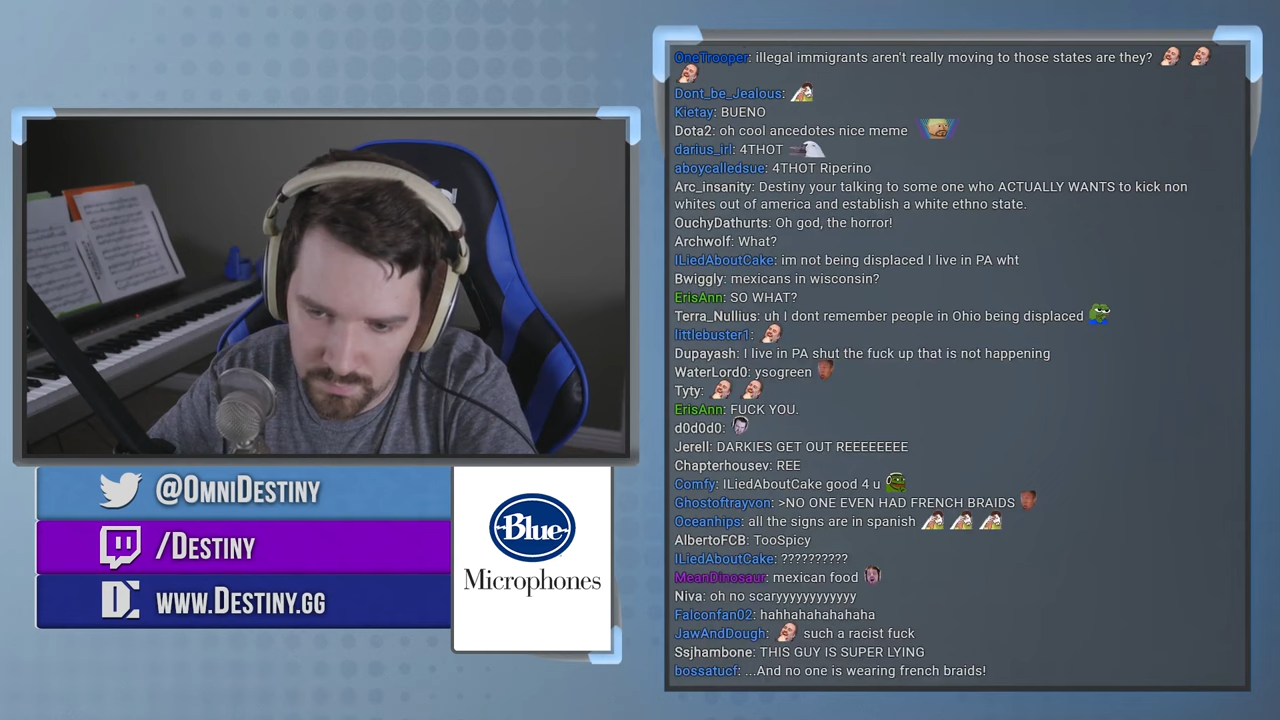 OneTrooper: illegal immigrants aren't really moving to those states are they?
Dont_be_Jealous:
Kietay: BUENO
Dota2: oh cool ancedotes nice meme
darius_irl: 4THOT
aboycalledsue: 4THOT Riperino
Arc_insanity: Destiny your talking to some one who ACTUALLY WANTS to kick non
whites out of america and establish a white ethno state.
OuchyDathurts: Oh god, the horror!
Archwolf: What?
ILiedAboutCake: im not being displaced I live in PA wht
Bwiggly: mexicans in wisconsin?
ErisAnn: SO WHAT?
Terra_Nullius: uh I dont remember people in Ohio being displaced
littlebuster1:
Dupayash: I live in PA shut the fuck up that is not happening
WaterLord0: ysogreen
Tyty:
ErisAnn: FUCK YOU.
d0d0d0:
Jerell: DARKIES GET OUT REEEEEEEE
Chapterhousev: REE
Comfy: ILiedAboutCake good 4 u
Ghostoftrayvon: >NO ONE EVEN HAD FRENCH BRAIDS
Oceanhips: all the signs are in spanish
AlbertoFCB: TooSpicy
ILiedAboutCake: ??????????
MeanDinosaur: mexican food
Niva: oh no scaryyyyyyyyyyy
Falconfan02: hahhahahahahaha
JawAndDough: such a racist fuck
Ssjhambone: THIS GUY IS SUPER LYING
bossatucf: ...And no one is wearing french braids!
@OmniDestiny
/Destiny
www.Destiny.gg
Blue
Microphones